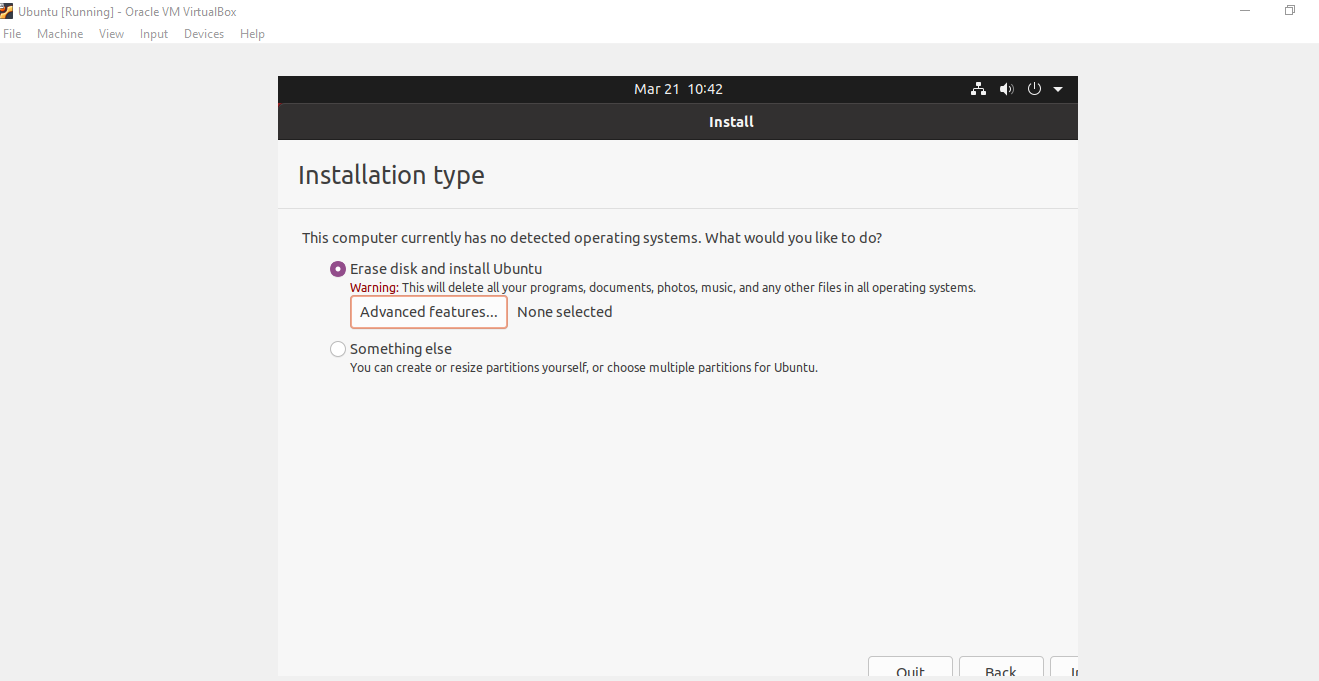 Ubuntu [Running] - Oracle VM VirtualBox
File Machine View Input Devices Help
Mar 21 10:42
Install
Installation type
This computer currently has no detected operating systems. What would you like to do?
Erase disk and install Ubuntu
Warning: This will delete all your programs, documents, photos, music, and any other files in all operating systems.
Advanced features... None selected
Something else
You can create or resize partitions yourself, or choose multiple partitions for Ubuntu.
Quit Back